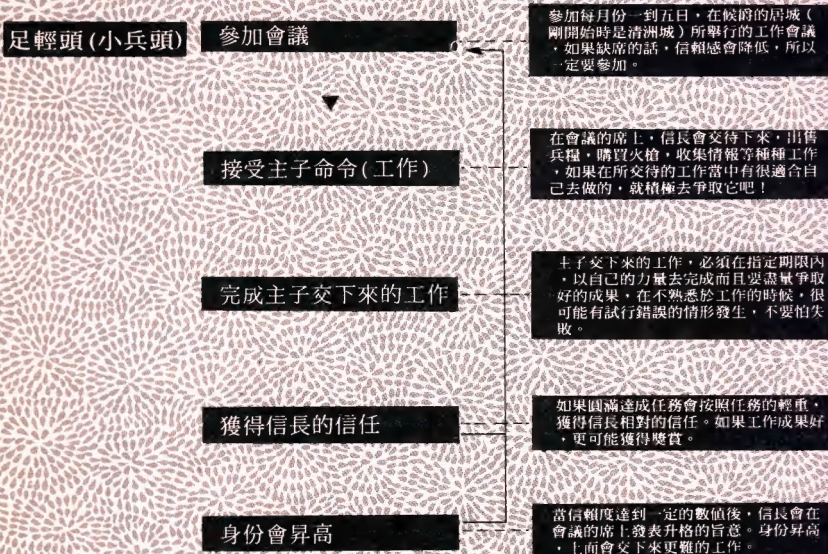 足輕頭(小兵頭)
參加會議
參加每月份一到五日，在候爵的居城（
剛開始時是清洲城）所舉行的工作會議
，如果缺席的話，信賴感會降低，所以
一定要參加。
接受主子命令(工作)
在會議的席上，信長會交待下來，出售
兵糧，購買火槍，收集情報等種種工作
，如果在所交待的工作當中有很適合自
己去做的，就積極去爭取它吧！
完成主子交下來的工作
主子交下來的工作，必須在指定期限內
，以自己的力量去完成而且要盡量爭取
好的成果，在不熟悉於工作的時候，很
可能有試行錯誤的情形發生，不要怕失
敗。
獲得信長的信任
如果圓滿達成任務會按照任務的輕重，
獲得信長相對的信任。如果工作成果好
，更可能獲得獎賞。
身份會昇高
當信賴度達到一定的數値後，信長會在
會議的席上發表升格的旨意。身份昇高
，上面會交下來更難的工作。